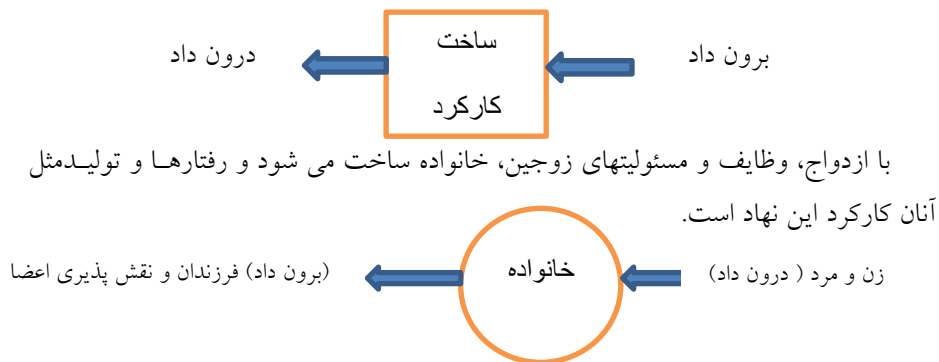 برون داد
ساخت
کارکرد
درون داد
با ازدواج، وظایف و مسئولیتهای زوجین، خانواده ساخت می شود و رفتارهـا و تولیـدمثل
آنان کارکرد این نهاد است.
زن و مرد ( درون داد)
خانواده
(برون داد) فرزندان و نقش پذیری اعضا